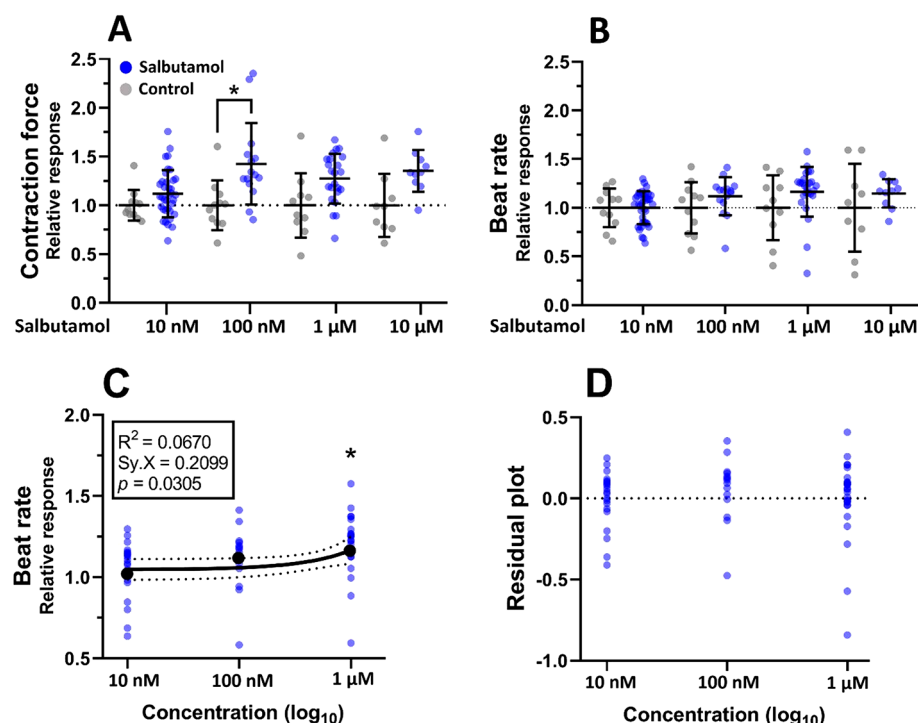 A
Contraction force
Relative response
2.5
2.0
1.5
1.0
0.5
0.0
Salbutamol
Control
*
Salbutamol
10 nM
100 nM
1 µM
10 µM
B
Beat rate
Relative response
2.5
2.0
1.5
1.0
0.5
0.0
Salbutamol
10 nM
100 nM
1 µM
10 µM
C
Beat rate
Relative response
2.0
1.5
1.0
0.5
R² = 0.0670
Sy.X = 0.2099
p = 0.0305
*
10 nM
100 nM
1 µM
Concentration (log₁₀)
D
Residual plot
0.5
0.0
-0.5
-1.0
10 nM
100 nM
1 µM
Concentration (log₁₀)